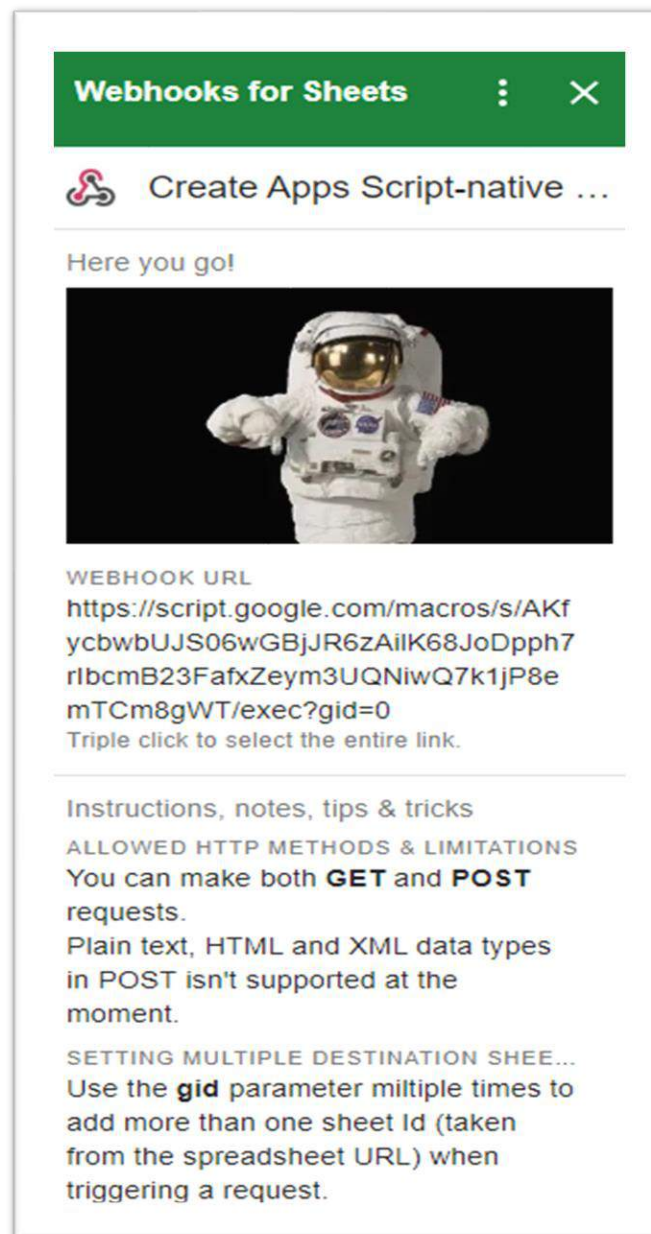 Webhooks for Sheets
Create Apps Script-native ...
Here you go!
WEBHOOK URL
https://script.google.com/macros/s/AKf
ycbwbUJS06wGBjJR6zAilK68JoDpph7
rIbcmB23FafxZeym3UQNiwQ7k1jP8e
mTCm8gWT/exec?gid=0
Triple click to select the entire link.
Instructions, notes, tips & tricks
ALLOWED HTTP METHODS & LIMITATIONS
You can make both GET and POST
requests.
Plain text, HTML and XML data types
in POST isn't supported at the
moment.
SETTING MULTIPLE DESTINATION SHEE...
Use the gid parameter miltiple times to
add more than one sheet Id (taken
from the spreadsheet URL) when
triggering a request.